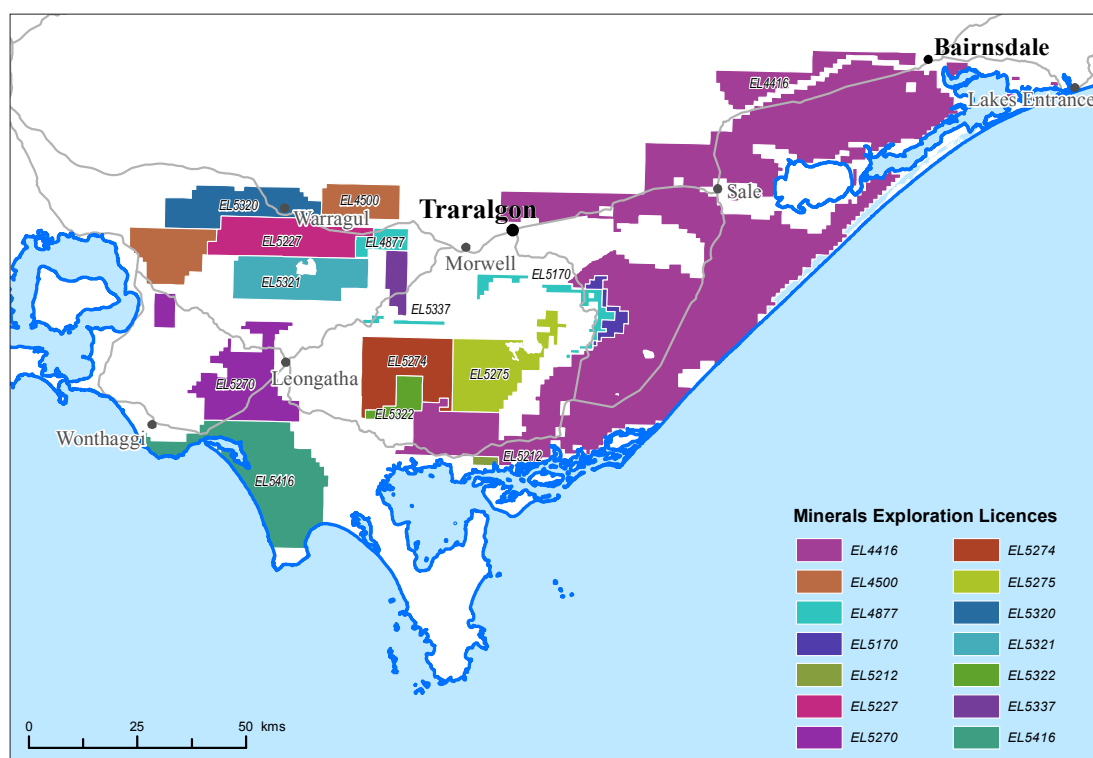 Bairnsdale
EL4416
Lakes Entrance
Sale
EL5320
EL4500
Warragul
Traralgon
EL5227
EL4877
Morwell
EL5321
EL5170
EL5337
EL5274
EL5275
Leongatha
EL5270
EL5322
Wonthaggi
EL5212
EL5416
Minerals Exploration Licences
EL4416
EL5274
EL4500
EL5275
EL4877
EL5320
EL5170
EL5321
EL5212
EL5322
EL5227
EL5337
EL5270
EL5416
0 25 50 kms